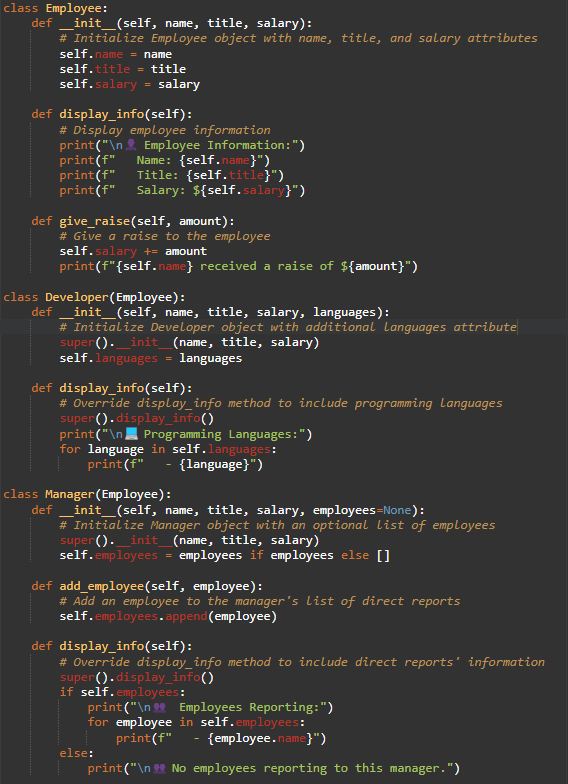 class Employee:
    def __init__(self, name, title, salary):
        # Initialize Employee object with name, title, and salary attributes
        self.name = name
        self.title = title
        self.salary = salary

    def display_info(self):
        # Display employee information
        print("\n👤 Employee Information:")
        print(f"   Name: {self.name}")
        print(f"   Title: {self.title}")
        print(f"   Salary: ${self.salary}")

    def give_raise(self, amount):
        # Give a raise to the employee
        self.salary += amount
        print(f"{self.name} received a raise of ${amount}")

class Developer(Employee):
    def __init__(self, name, title, salary, languages):
        # Initialize Developer object with additional languages attribute
        super().__init__(name, title, salary)
        self.languages = languages

    def display_info(self):
        # Override display_info method to include programming languages
        super().display_info()
        print("\n💻 Programming Languages:")
        for language in self.languages:
            print(f"   - {language}")

class Manager(Employee):
    def __init__(self, name, title, salary, employees=None):
        # Initialize Manager object with an optional list of employees
        super().__init__(name, title, salary)
        self.employees = employees if employees else []

    def add_employee(self, employee):
        # Add an employee to the manager's list of direct reports
        self.employees.append(employee)

    def display_info(self):
        # Override display_info method to include direct reports' information
        super().display_info()
        if self.employees:
            print("\n👥  Employees Reporting:")
            for employee in self.employees:
                print(f"   - {employee.name}")
        else:
            print("\n👥 No employees reporting to this manager.")